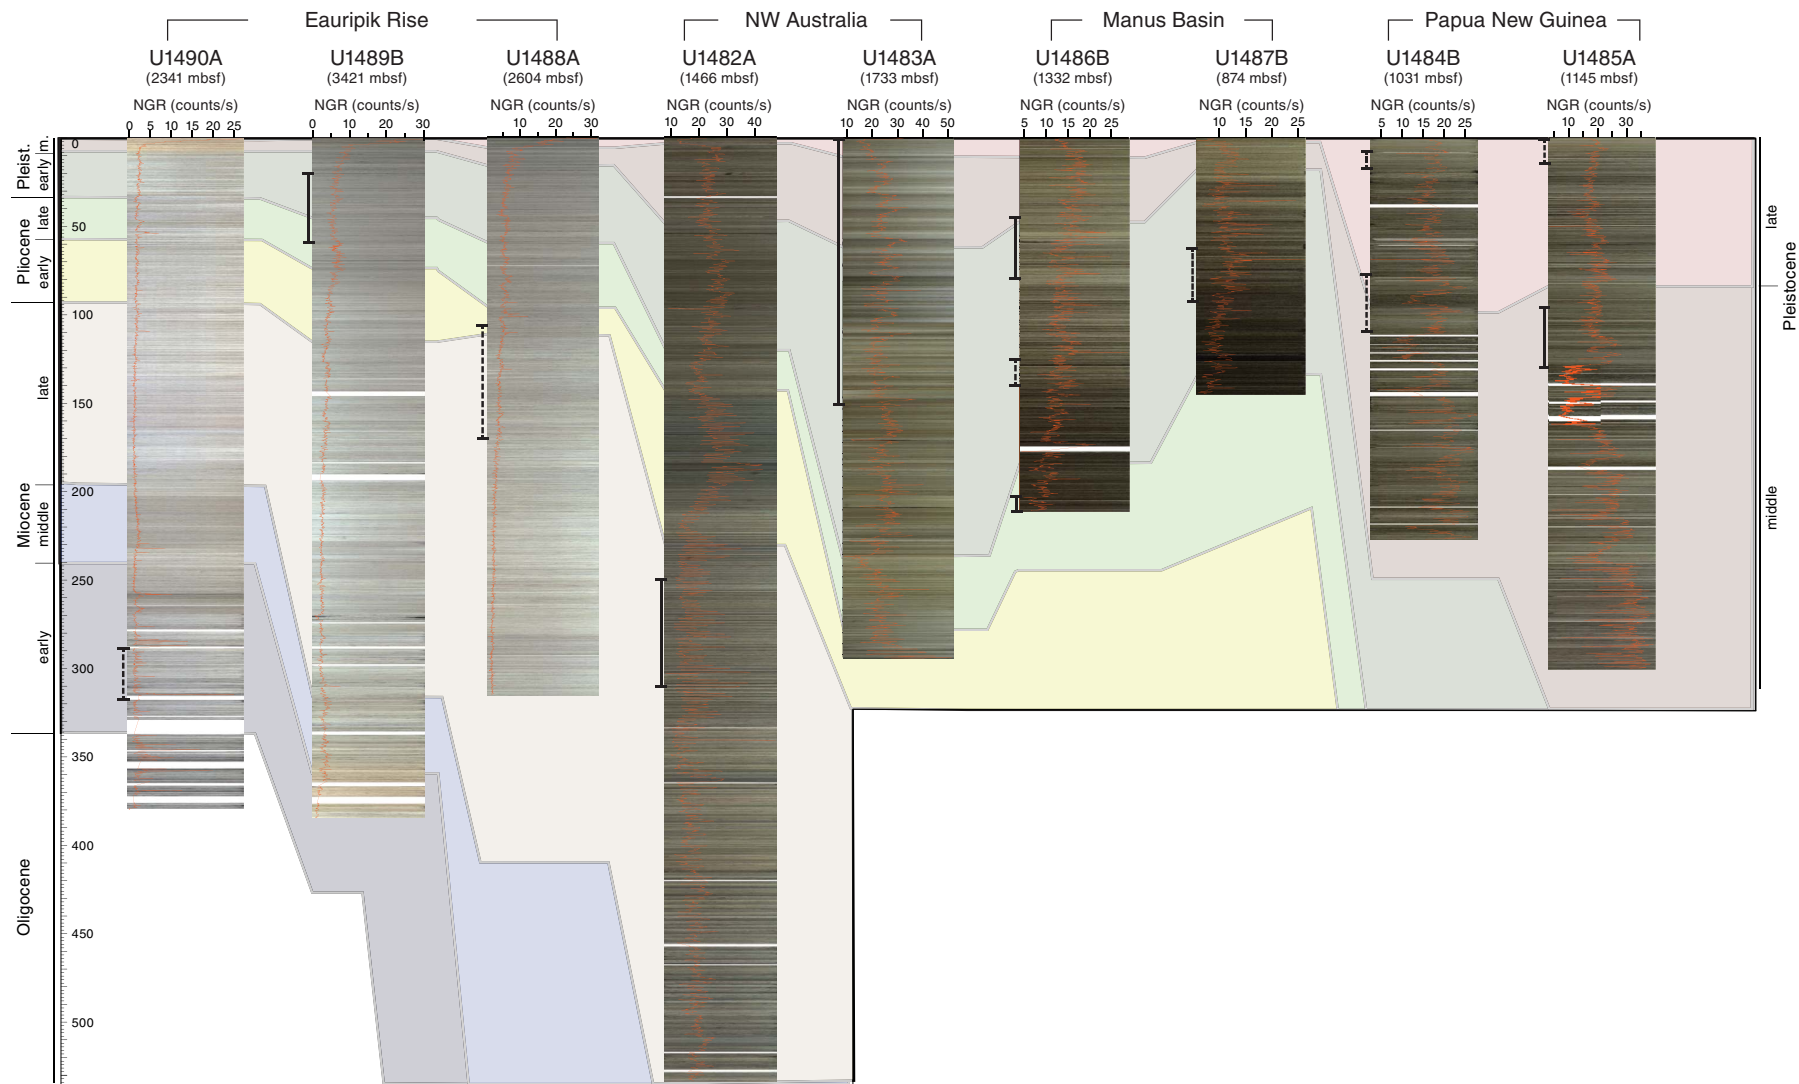 Eauripik Rise NW Australia Manus Basin Papua New Guinea
U1490A U1489B U1488A U1482A U1483A U1486B U1487B U1484B U1485A
(2341 mbsf) (3421 mbsf) (2604 mbsf) (1466 mbsf) (1733 mbsf) (1332 mbsf) (874 mbsf) (1031 mbsf) (1145 mbsf)
NGR (counts/s) NGR (counts/s) NGR (counts/s) NGR (counts/s) NGR (counts/s) NGR (counts/s) NGR (counts/s) NGR (counts/s) NGR (counts/s)
0 5 10 15 20 25
0 10 20 30
10 20 30
10 20 30 40
10 20 30 40 50
5 10 15 20 25
10 15 20 25
5 10 15 20 25
10 20 30
Pleist.
early m.
Pliocene
early late
Miocene
early middle late
Oligocene
0
50
100
150
200
250
300
350
400
450
500
late
middle
Pleistocene